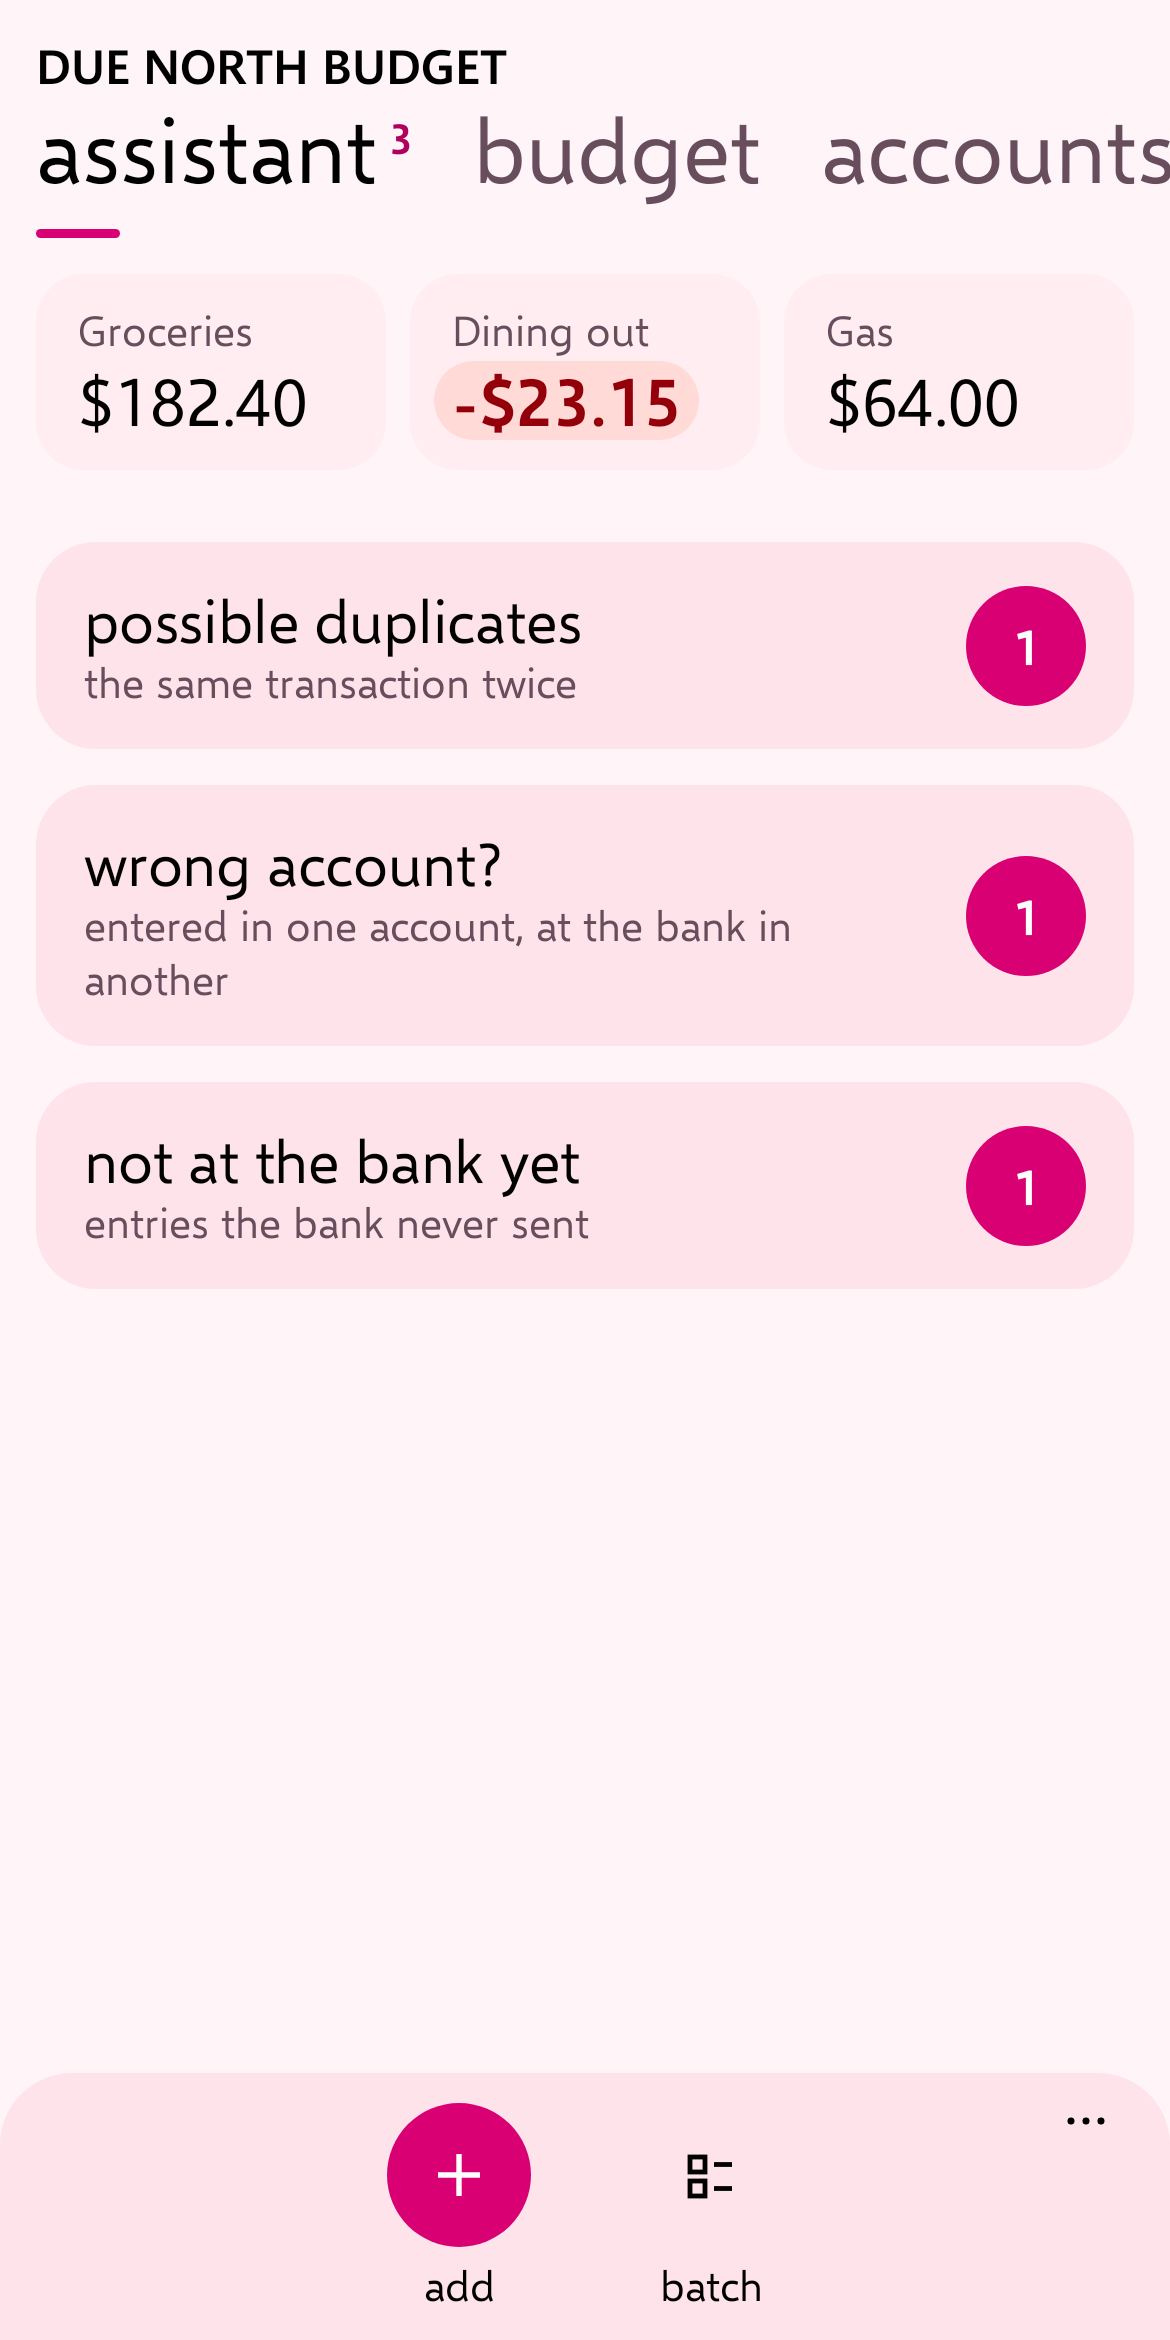 DUE NORTH BUDGET
assistant 3 budget accounts
Groceries Dining out Gas
$182.40 -$23.15 $64.00
possible duplicates
the same transaction twice
1
wrong account?
entered in one account, at the bank in
another
1
not at the bank yet
entries the bank never sent
1
add batch